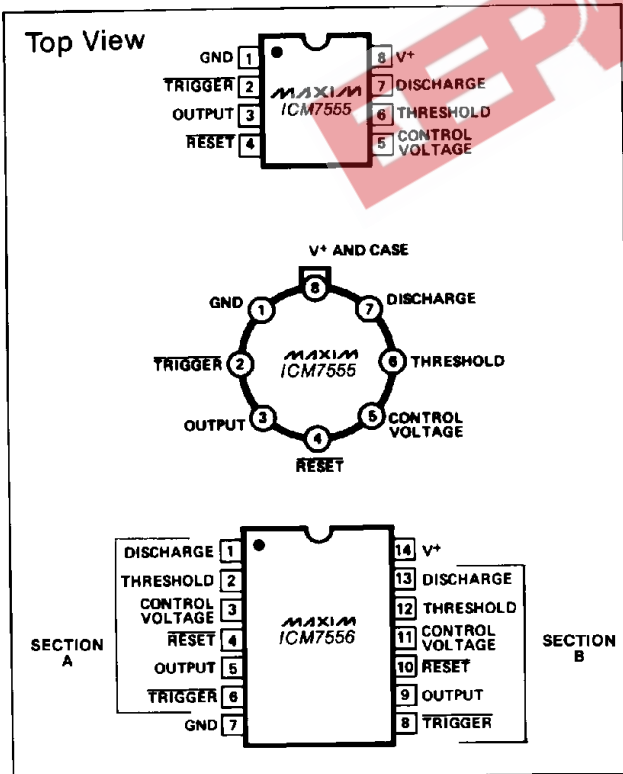 Top View
GND 1
TRIGGER 2
OUTPUT 3
RESET 4
MAXIM
ICM7555
8 V+
7 DISCHARGE
6 THRESHOLD
5 CONTROL
VOLTAGE
V+ AND CASE
8
GND 1
TRIGGER 2
OUTPUT 3
4
RESET
MAXIM
ICM7555
7 DISCHARGE
6 THRESHOLD
5 CONTROL
VOLTAGE
SECTION
A
DISCHARGE 1
THRESHOLD 2
CONTROL
VOLTAGE 3
RESET 4
OUTPUT 5
TRIGGER 6
GND 7
MAXIM
ICM7556
14 V+
13 DISCHARGE
12 THRESHOLD
11 CONTROL
VOLTAGE
10 RESET
9 OUTPUT
8 TRIGGER
SECTION
B